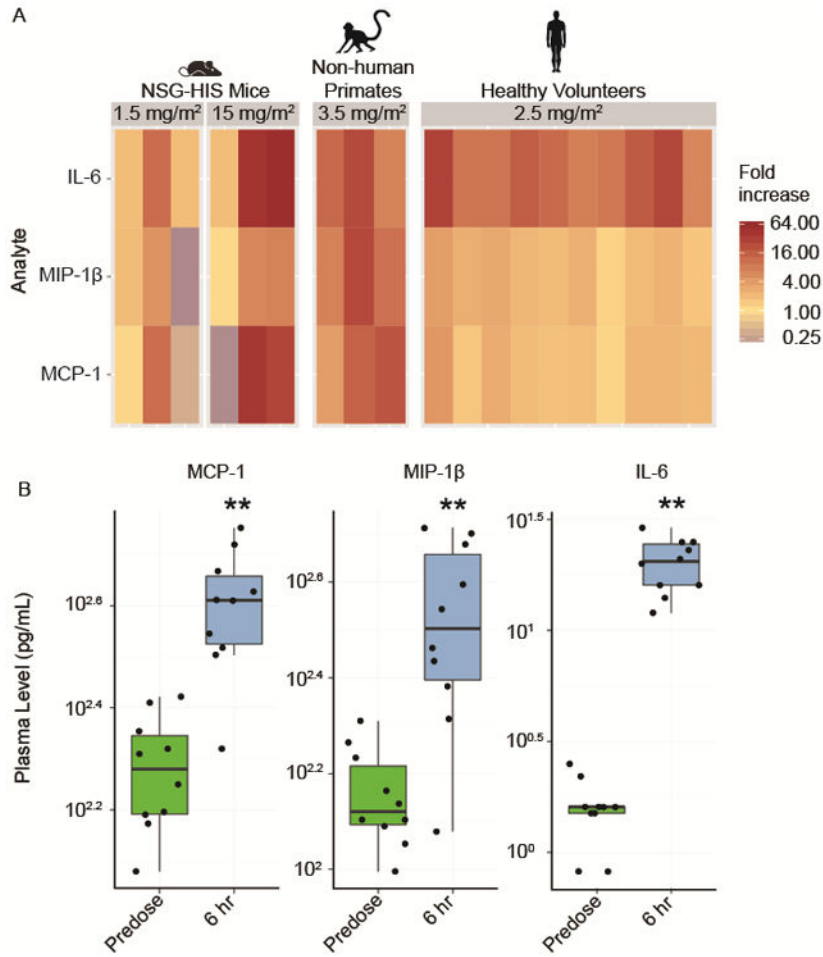 A
NSG-HIS Mice
Non-human
Primates
Healthy Volunteers
1.5 mg/m² 15 mg/m² 3.5 mg/m² 2.5 mg/m²
Analyte
IL-6
MIP-1β
MCP-1
Fold
increase
64.00
16.00
4.00
1.00
0.25
B
MCP-1 MIP-1β IL-6
** ** **
Plasma Level (pg/mL)
10^2.6
10^2.4
10^2.2
Predose 6 hr
10^2.6
10^2.4
10^2.2
10^2
Predose 6 hr
10^1.5
10^1
10^0.5
10^0
Predose 6 hr